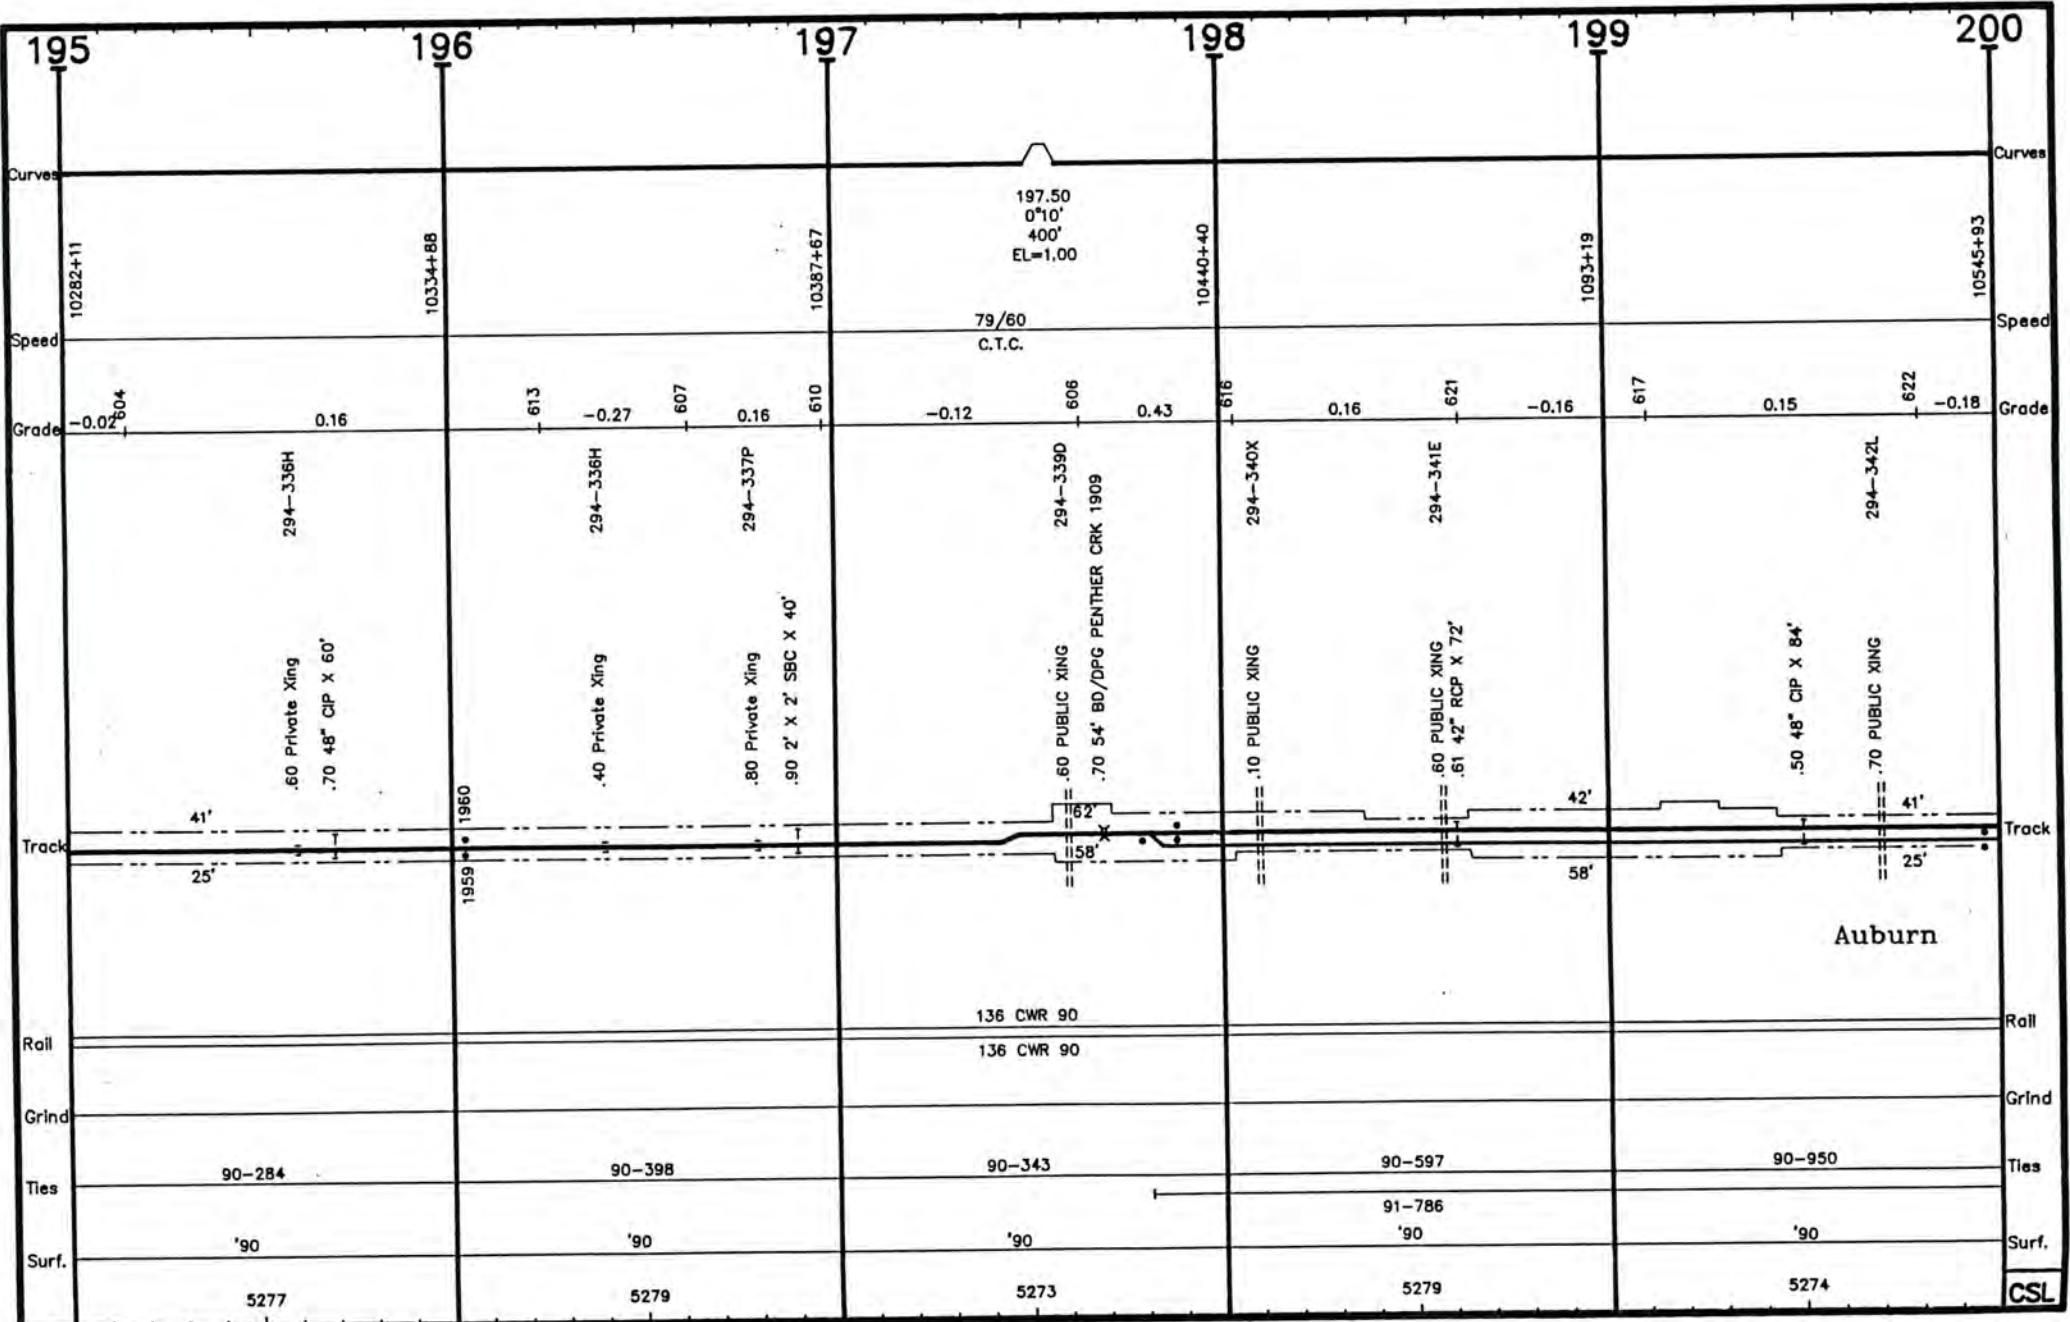 195 196 197 198 199 200
Curves Curves
197.50
0°10'
400'
EL=1.00
10282+11 10334+88 10387+67 10440+40 1093+19 10545+93
79/60
Speed Speed
C.T.C.
604 613 607 610 606 616 621 617 622
Grade -0.02 0.16 -0.27 0.16 -0.12 0.43 0.16 -0.16 0.15 -0.18 Grade
294-336H 294-336H 294-337P 294-339D 294-340X 294-341E 294-342L
.60 Private Xing
.70 48" CIP X 60'
.40 Private Xing
.80 Private Xing
.90 2' X 2' SBC X 40'
.60 PUBLIC XING
.70 54' BD/DPG PENTHER CRK 1909
.10 PUBLIC XING
.60 PUBLIC XING
.61 42" RCP X 72'
.50 48" CIP X 84'
.70 PUBLIC XING
41' 1960 62' 42' 41'
Track Track
25' 1959 58' 58' 25'
Auburn
136 CWR 90
Rail Rail
136 CWR 90
Grind Grind
90-284 90-398 90-343 90-597 90-950
Ties Ties
91-786
'90 '90 '90 '90 '90
Surf. Surf.
5277 5279 5273 5279 5274
CSL